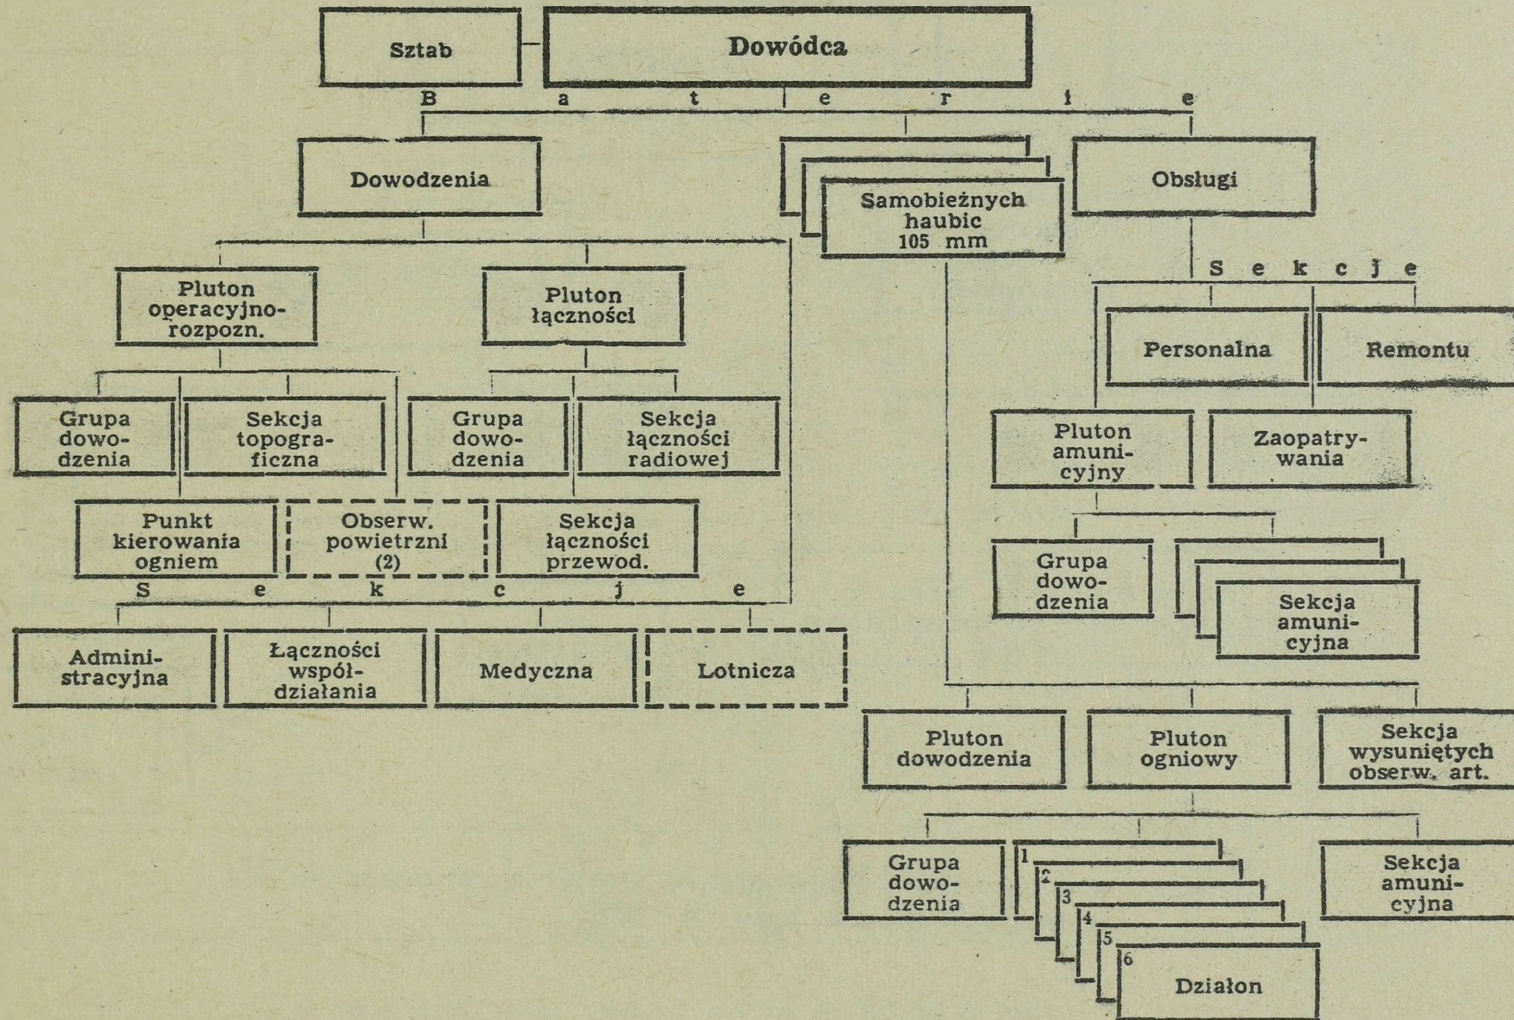 Sztab
Dowódca
B a t e r i e
Dowodzenia
Samobieżnych
haubic
105 mm
Obsługi
S e k c j e
Pluton
operacyjno-
rozpozn.
Pluton
łączności
Personalna
Remontu
Grupa
dowo-
dzenia
Sekcja
topogra-
ficzna
Grupa
dowo-
dzenia
Sekcja
łączności
radiowej
Pluton
amuni-
cyjny
Zaopatry-
wania
Punkt
kierowania
ogniem
Obserw.
powietrzni
(2)
Sekcja
łączności
przewod.
Grupa
dowo-
dzenia
Sekcja
amuni-
cyjna
S e k c j e
Admini-
stracyjna
Łączności
współ-
działania
Medyczna
Lotnicza
Pluton
dowodzenia
Pluton
ogniowy
Sekcja
wysuniętych
obserw. art.
Grupa
dowo-
dzenia
1
2
3
4
5
6
Działon
Sekcja
amuni-
cyjna